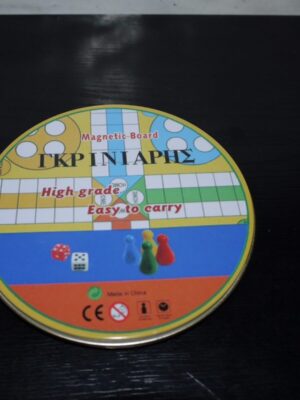 Magnetic Board
ΓΚΡΙΝΙΑΡΗΣ
High grade
Easy to carry
Made in China
CE